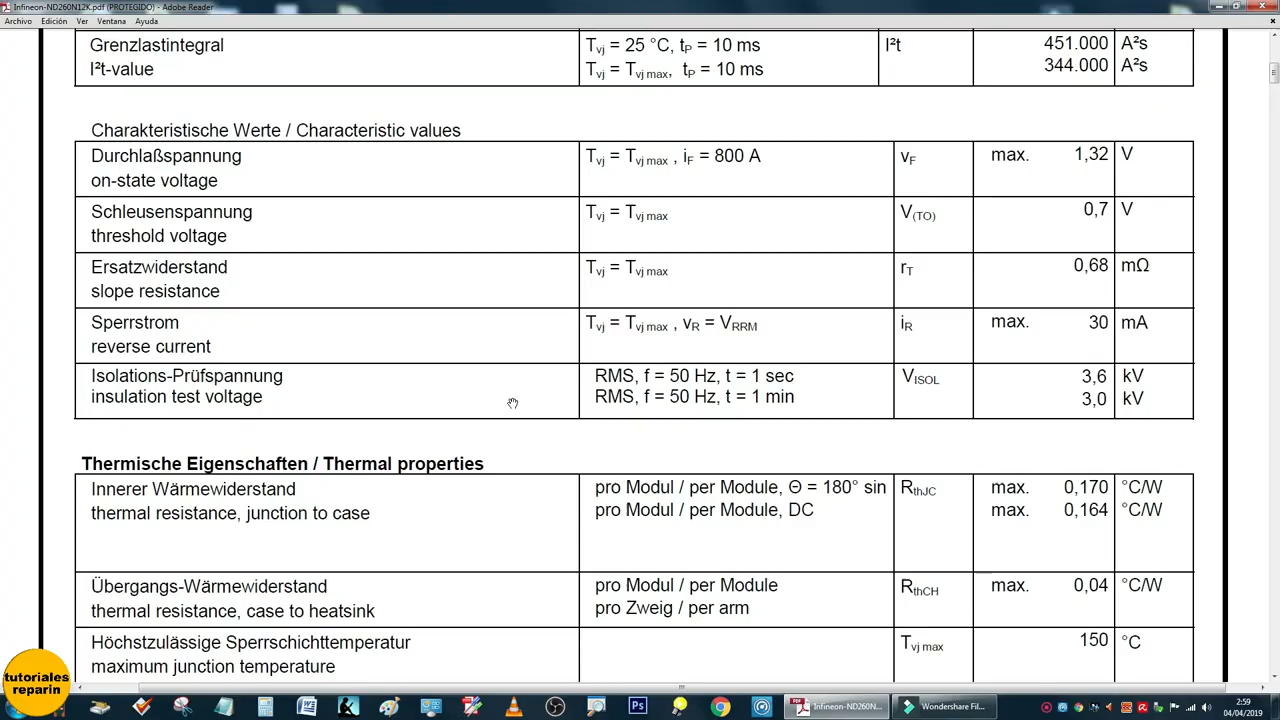 Infineon-ND260N12K.pdf (PROTEGIDO) - Adobe Reader
Archivo Edición Ver Ventana Ayuda
Grenzlastintegral Tvj = 25 °C, tP = 10 ms I²t 451.000 A²s
I²t-value Tvj = Tvj max, tP = 10 ms 344.000 A²s
Charakteristische Werte / Characteristic values
Durchlaßspannung Tvj = Tvj max , iF = 800 A vF max. 1,32 V
on-state voltage
Schleusenspannung Tvj = Tvj max V(TO) 0,7 V
threshold voltage
Ersatzwiderstand Tvj = Tvj max rT 0,68 mΩ
slope resistance
Sperrstrom Tvj = Tvj max , vR = VRRM iR max. 30 mA
reverse current
Isolations-Prüfspannung RMS, f = 50 Hz, t = 1 sec VISOL 3,6 kV
insulation test voltage RMS, f = 50 Hz, t = 1 min 3,0 kV
Thermische Eigenschaften / Thermal properties
Innerer Wärmewiderstand pro Modul / per Module, Θ = 180° sin RthJC max. 0,170 °C/W
thermal resistance, junction to case pro Modul / per Module, DC max. 0,164 °C/W
Übergangs-Wärmewiderstand pro Modul / per Module RthCH max. 0,04 °C/W
thermal resistance, case to heatsink pro Zweig / per arm
Höchstzulässige Sperrschichttemperatur Tvj max 150 °C
maximum junction temperature
tutoriales
reparin
Infineon-ND260N... Wondershare Fil... 2:59
04/04/2019